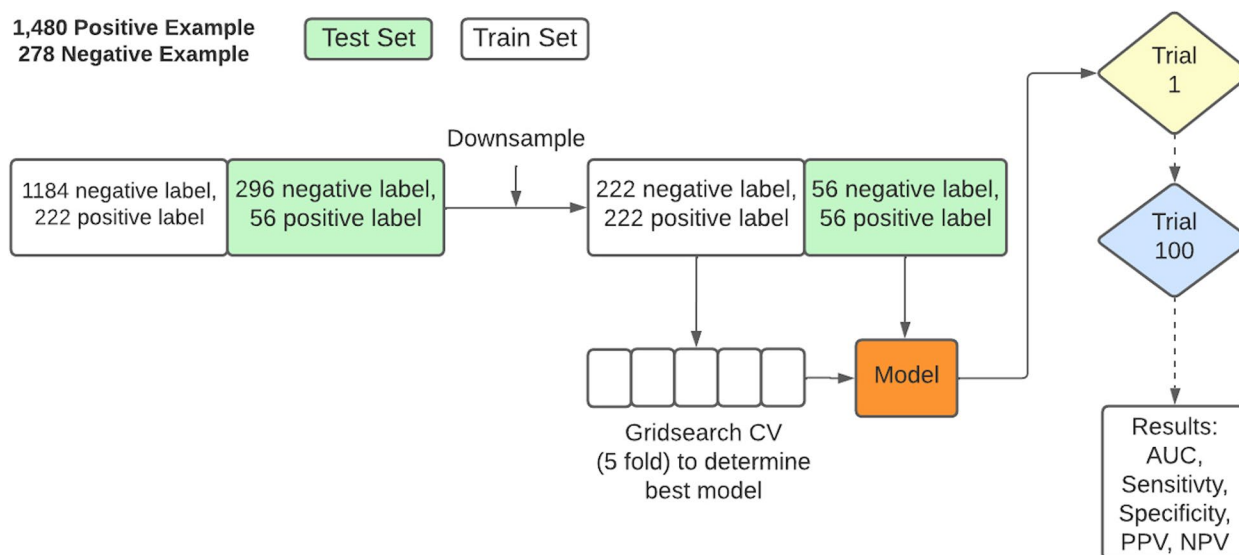 1,480 Positive Example
278 Negative Example
Test Set
Train Set
Downsample
1184 negative label,
222 positive label
296 negative label,
56 positive label
222 negative label,
222 positive label
56 negative label,
56 positive label
Gridsearch CV
(5 fold) to determine
best model
Model
Trial
1
Trial
100
Results:
AUC,
Sensitivty,
Specificity,
PPV, NPV